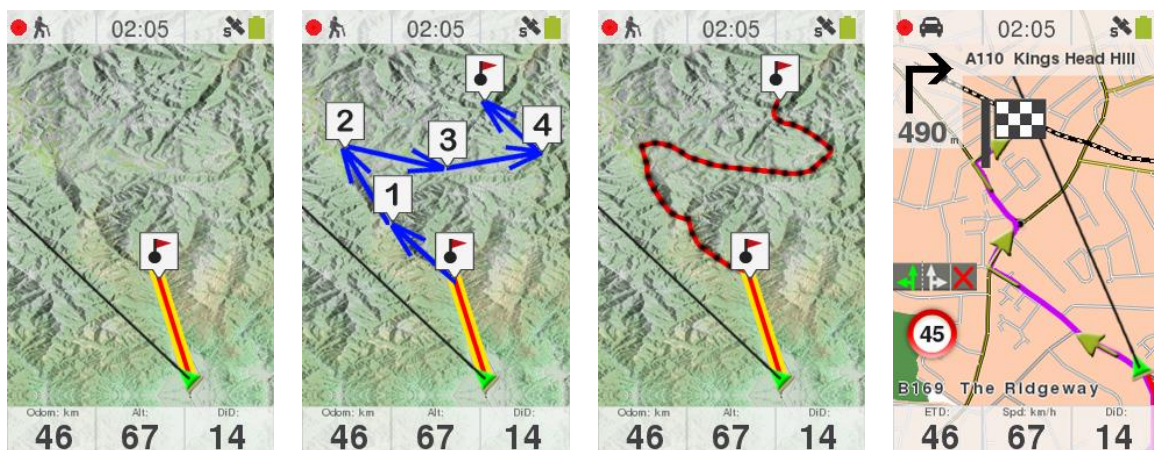 02:05
Odom: km Alt: DiD:
46 67 14
02:05
2
3
4
1
Odom: km Alt: DiD:
46 67 14
02:05
Odom: km Alt: DiD:
46 67 14
02:05
A110 Kings Head Hill
490 m
45
B169 The Ridgeway
ETD: Spd: km/h DiD:
46 67 14